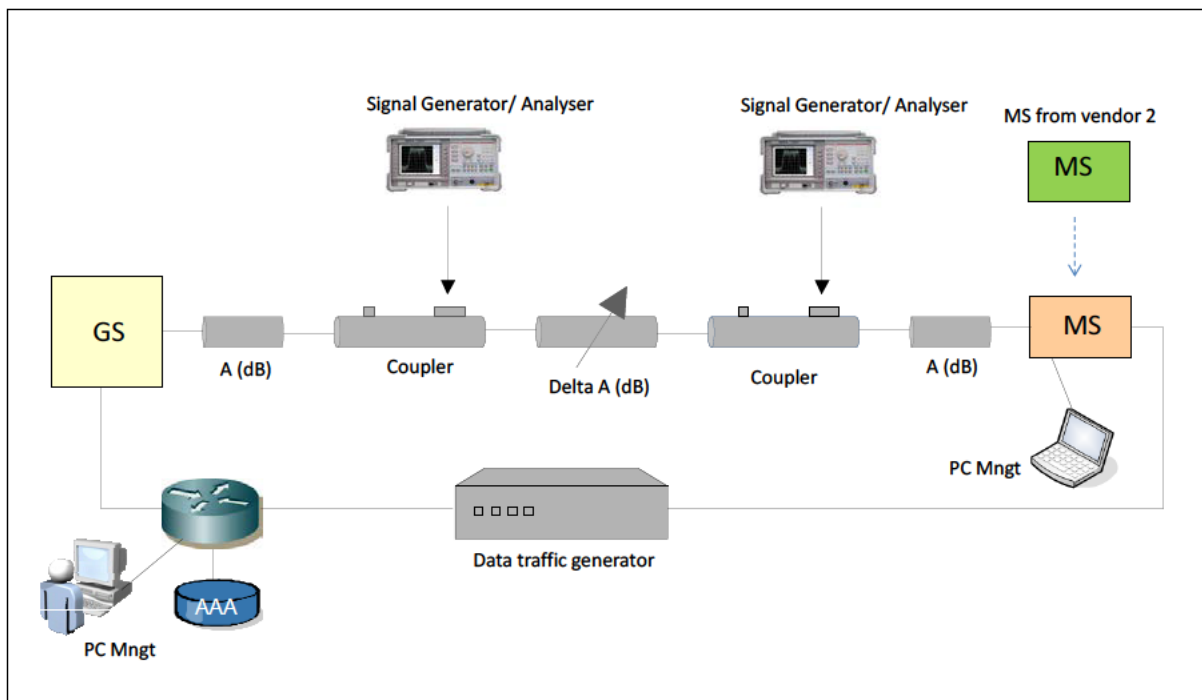 Signal Generator/ Analyser
Signal Generator/ Analyser
MS from vendor 2
MS
GS
MS
A (dB)
Coupler
Delta A (dB)
Coupler
A (dB)
PC Mngt
Data traffic generator
AAA
PC Mngt